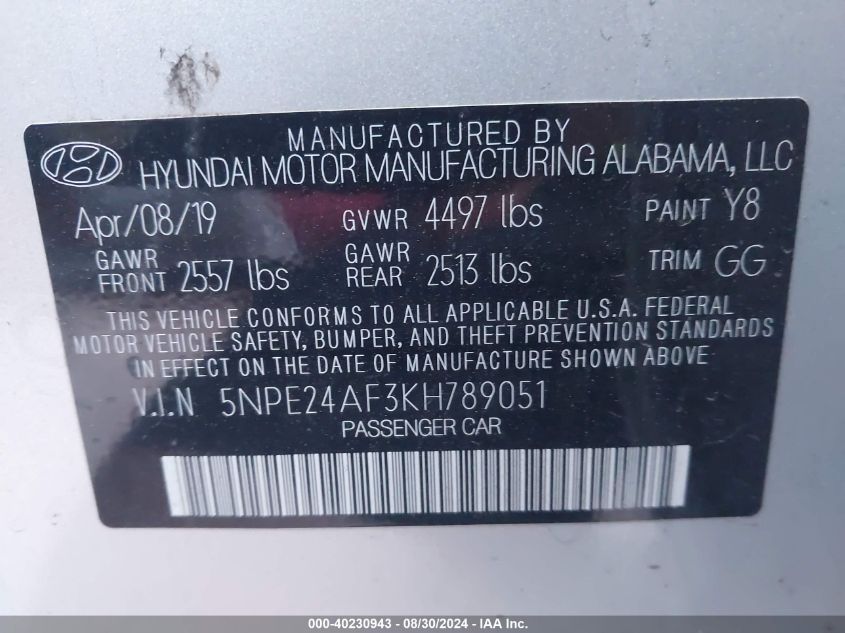 MANUFACTURED BY
HYUNDAI MOTOR MANUFACTURING ALABAMA, LLC
Apr/08/19 GVWR 4497 lbs PAINT Y8
GAWR FRONT 2557 lbs GAWR REAR 2513 lbs TRIM GG
THIS VEHICLE CONFORMS TO ALL APPLICABLE U.S.A. FEDERAL
MOTOR VEHICLE SAFETY, BUMPER, AND THEFT PREVENTION STANDARDS
IN EFFECT ON THE DATE OF MANUFACTURE SHOWN ABOVE
V.I.N 5NPE24AF3KH789051
PASSENGER CAR
000-40230943 - 08/30/2024 - IAAI, Inc.